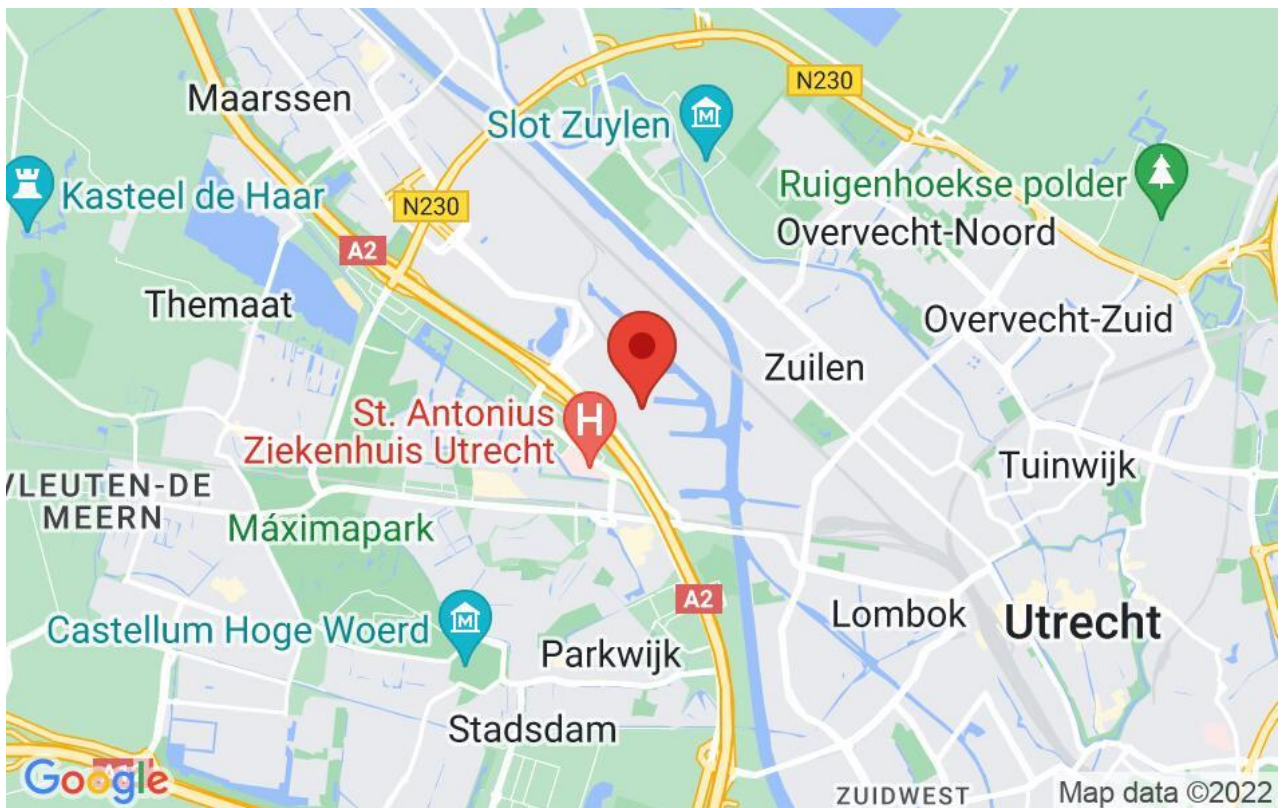 N230
Maarssen
Slot Zuylen
Kasteel de Haar
N230
Ruigenhoekse polder
Overvecht-Noord
A2
Themaat
Overvecht-Zuid
Zuilen
St. Antonius
Ziekenhuis Utrecht
H
Tuinwijk
VLEUTEN-DE
MEERN
Máximapark
A2
Castellum Hoge Woerd
Lombok
Utrecht
Parkwijk
Stadsdam
Google
ZUIDWEST
Map data ©2022